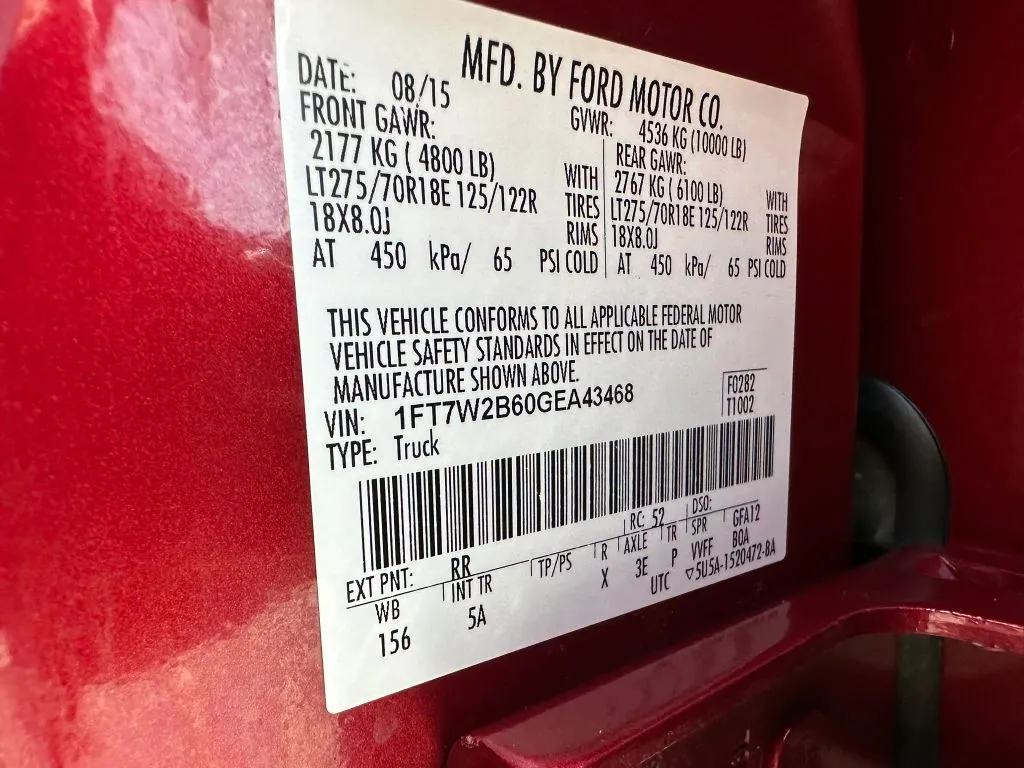 MFD. BY FORD MOTOR CO.
DATE: 08/15
GVWR: 4536 KG (10000 LB)
FRONT GAWR:
2177 KG ( 4800 LB) WITH
LT275/70R18E 125/122R TIRES
18X8.0J RIMS
AT 450 kPa/ 65 PSI COLD
REAR GAWR:
2767 KG ( 6100 LB) WITH
LT275/70R18E 125/122R TIRES
18X8.0J RIMS
AT 450 kPa/ 65 PSI COLD
THIS VEHICLE CONFORMS TO ALL APPLICABLE FEDERAL MOTOR
VEHICLE SAFETY STANDARDS IN EFFECT ON THE DATE OF
MANUFACTURE SHOWN ABOVE.
VIN: 1FT7W2B60GEA43468
F0282
T1002
TYPE: Truck
EXT PNT: RR RC: 52 DSO:
WB INT TR TP/PS R AXLE TR SPR GFA12
156 5A X 3E P VVFF BOA
UTC ▽5U5A-1520472-BA